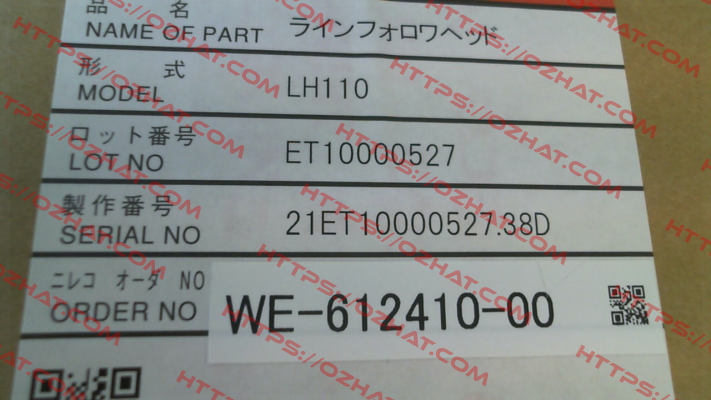 品 名
NAME OF PART ラインフォロワヘッド
形 式
MODEL LH110
ロット番号
LOT NO ET10000527
製作番号
SERIAL NO 21ET10000527.38D
ニレコ オーダ NO
ORDER NO WE-612410-00
HTTPS://OZHAT.COM